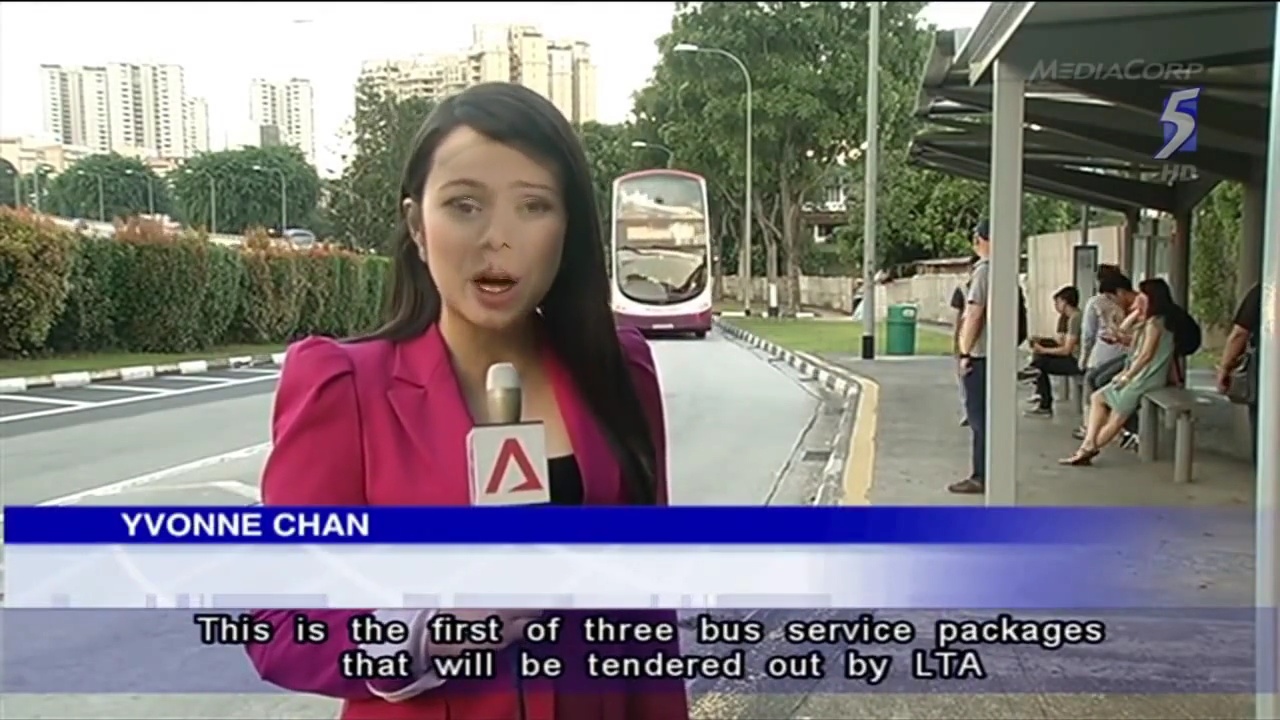 MEDIACORP
5
HD
YVONNE CHAN
This is the first of three bus service packages
that will be tendered out by LTA